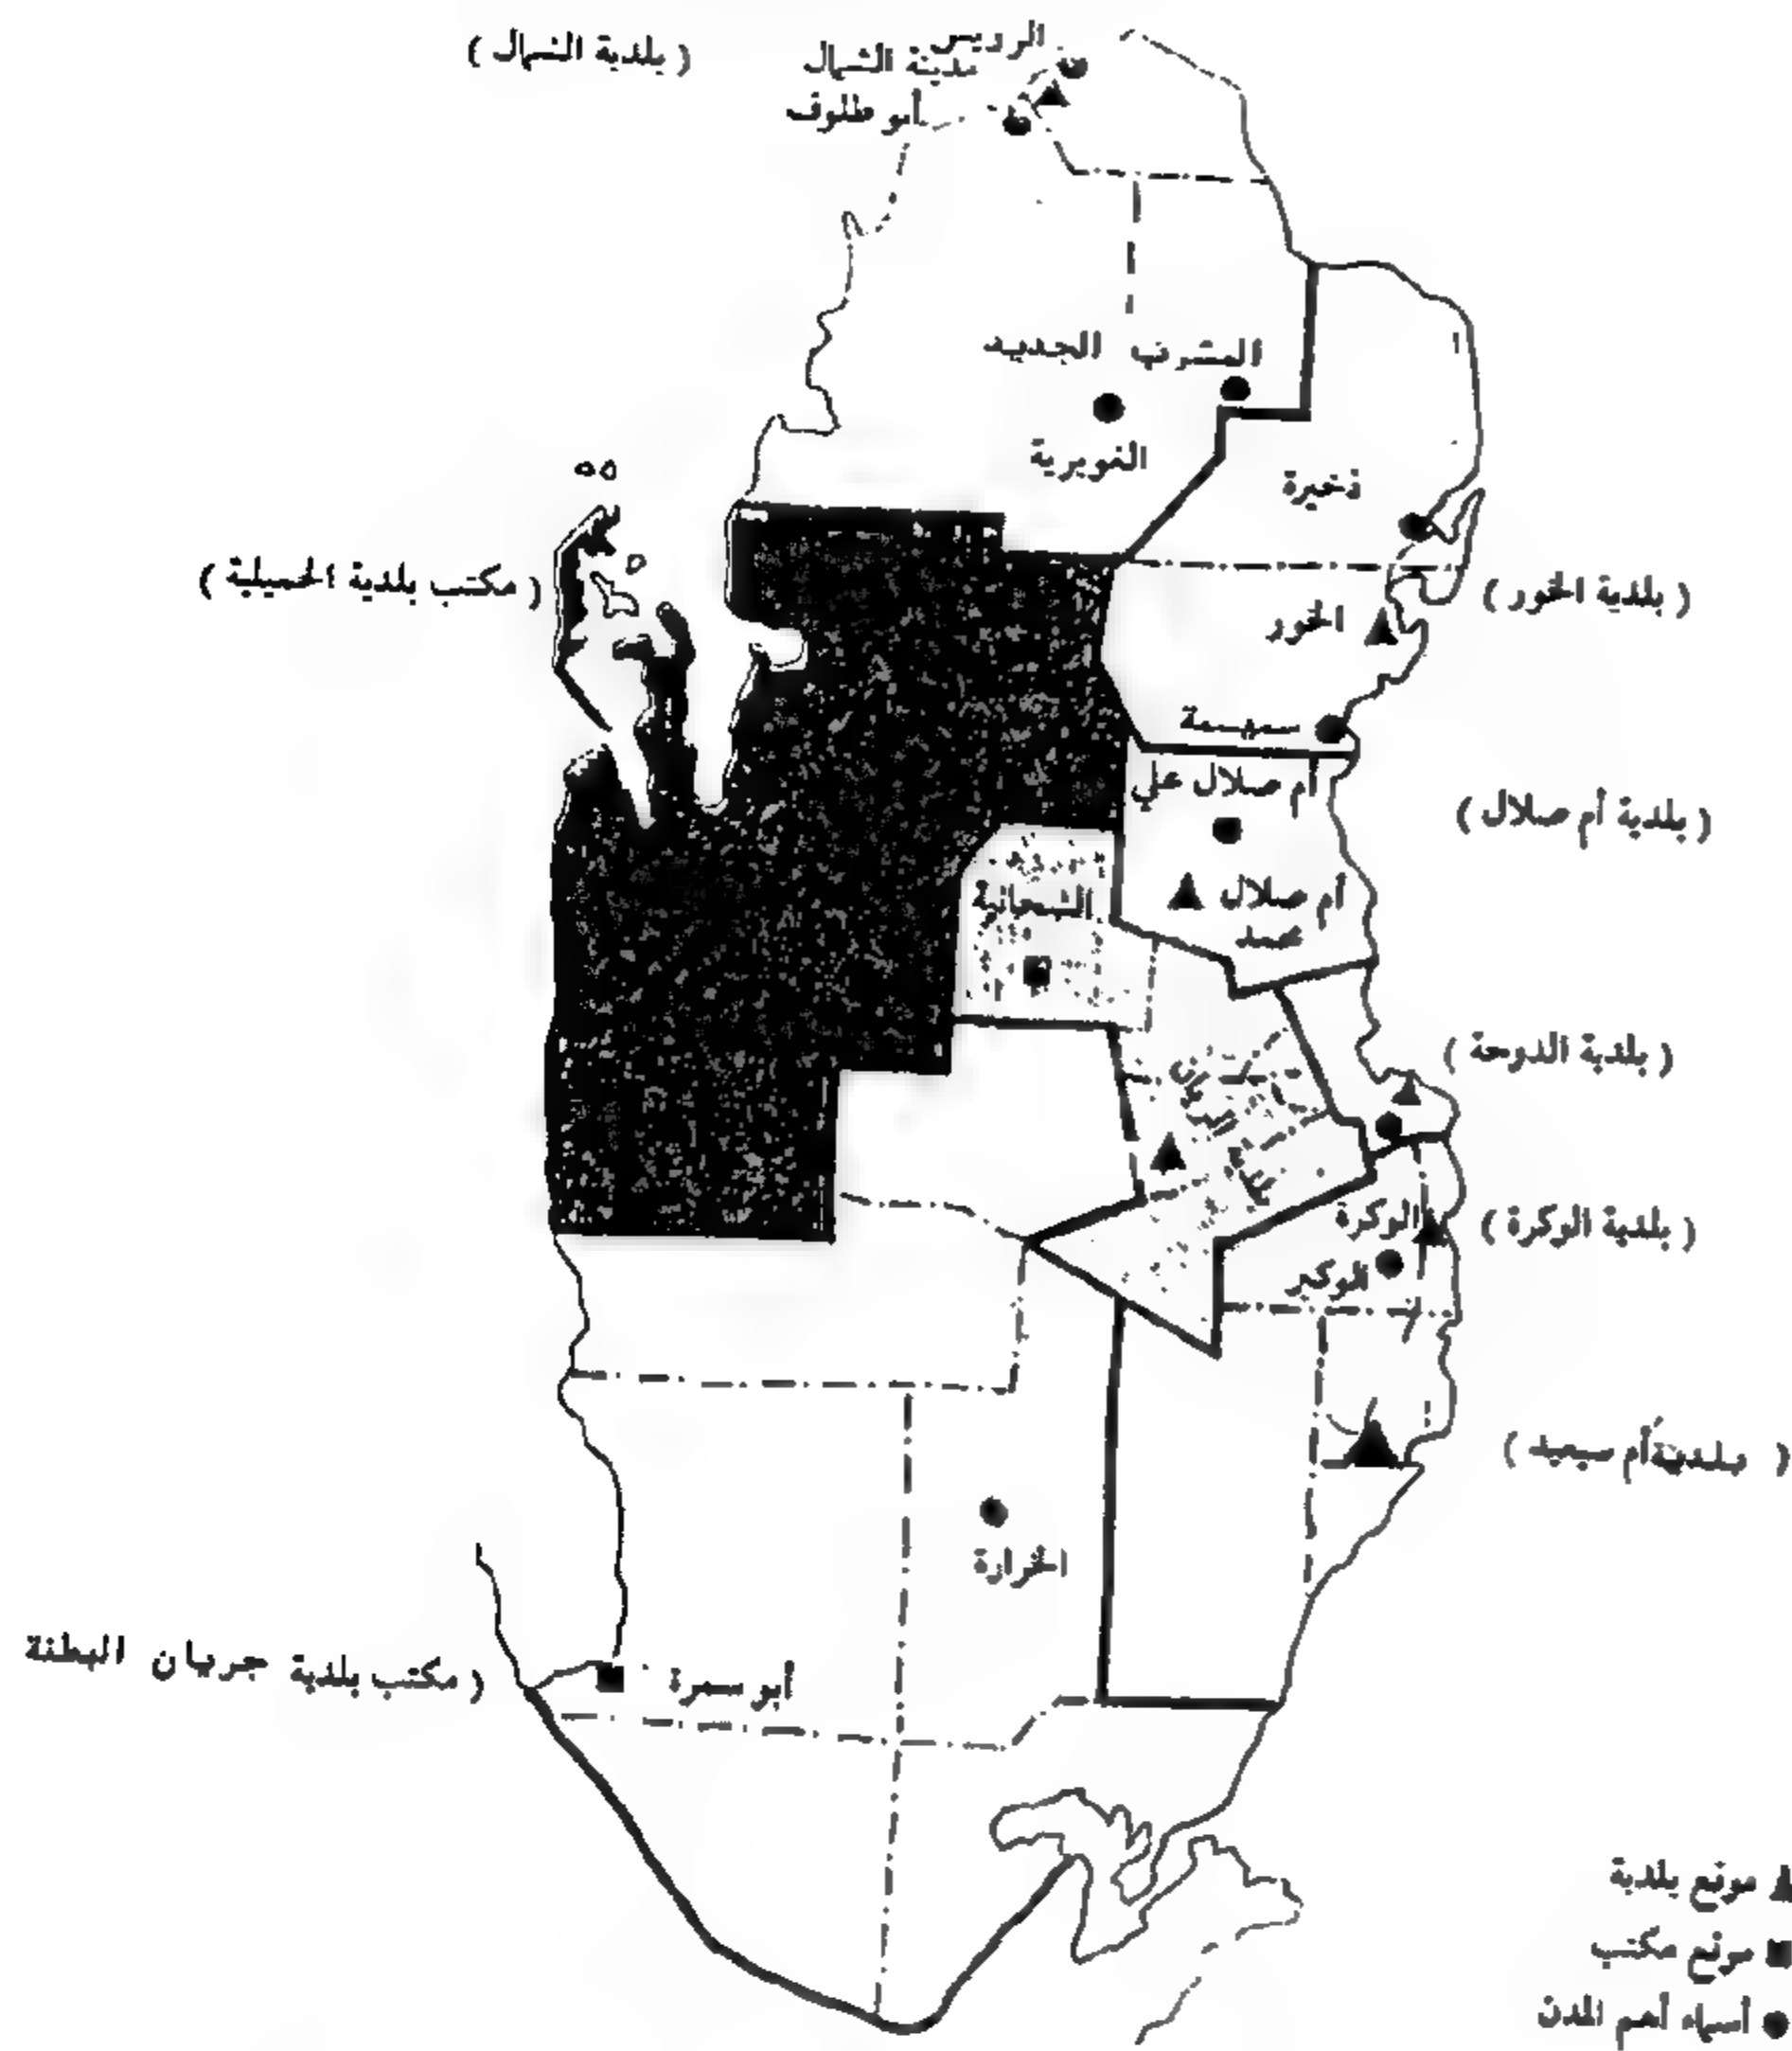 ( بلدية الشمال )
الرويس
مدينة الشمال
أبو ظلوف
الجديد
المشرب
الغويرية
ذخيرة
( مكتب بلدية الجميلية )
( بلدية الخور )
الخور
سميسمة
أم صلال علي
( بلدية أم صلال )
الشحانية
أم صلال
محمد
( بلدية الدوحة )
الوكرة
( بلدية الوكرة )
الوكير
( بلدية أم سعيد )
الخرارة
( مكتب بلدية جريان البطنة
أبو سمرة
موقع بلدية
موقع مكتب
أسماء أهم المدن